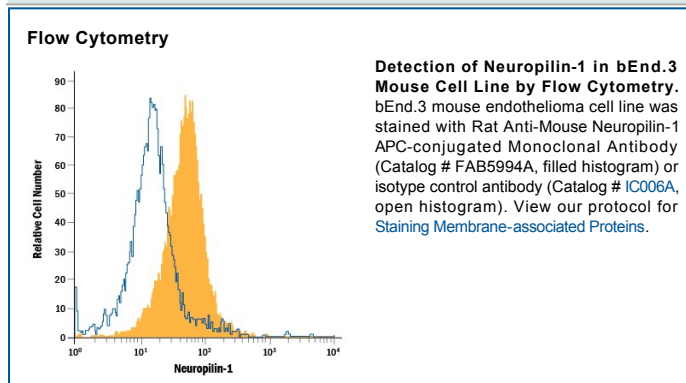 Flow Cytometry
Detection of Neuropilin-1 in bEnd.3
Mouse Cell Line by Flow Cytometry.
bEnd.3 mouse endothelioma cell line was
stained with Rat Anti-Mouse Neuropilin-1
APC-conjugated Monoclonal Antibody
(Catalog # FAB5994A, filled histogram) or
isotype control antibody (Catalog # IC006A,
open histogram). View our protocol for
Staining Membrane-associated Proteins.
Relative Cell Number
90
80
70
60
50
40
30
20
10
0
10⁰ 10¹ 10² 10³ 10⁴
Neuropilin-1